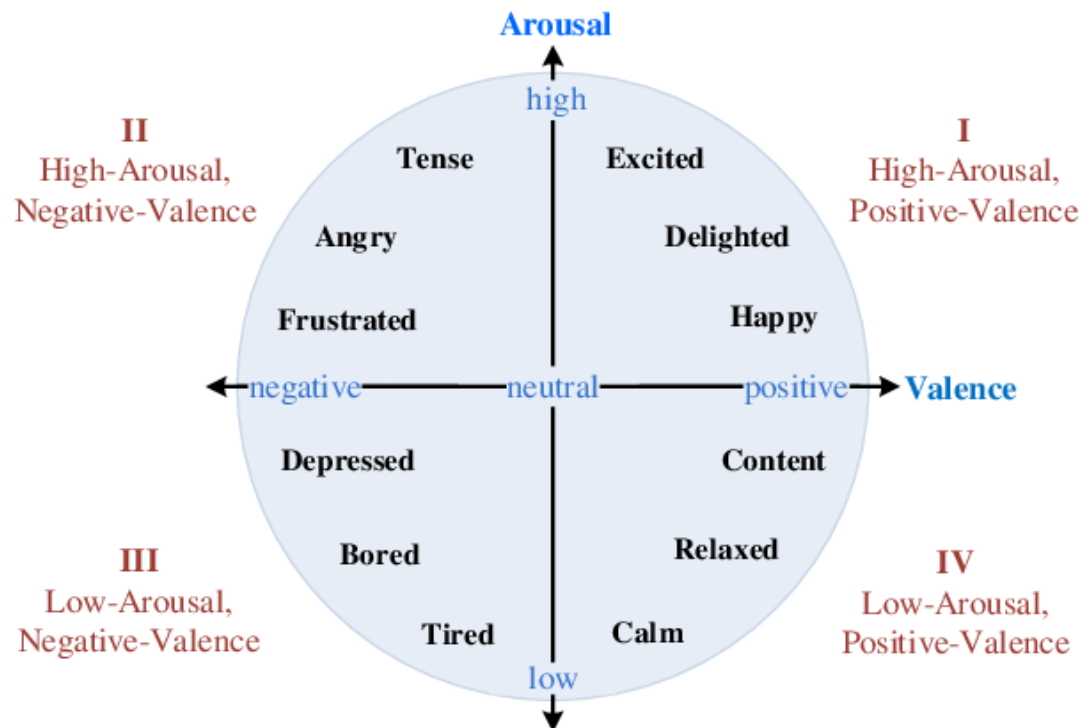 Arousal
high
II
High-Arousal,
Negative-Valence
I
High-Arousal,
Positive-Valence
Tense
Excited
Angry
Delighted
Frustrated
Happy
negative
neutral
positive
Valence
Depressed
Content
Bored
Relaxed
Tired
Calm
III
Low-Arousal,
Negative-Valence
IV
Low-Arousal,
Positive-Valence
low